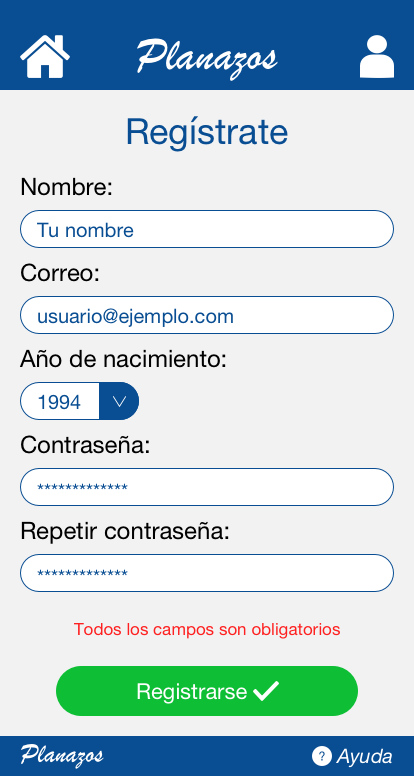 Planazos
Regístrate
Nombre:
Tu nombre
Correo:
usuario@ejemplo.com
Año de nacimiento:
1994
Contraseña:
*************
Repetir contraseña:
*************
Todos los campos son obligatorios
Registrarse
Planazos
? Ayuda